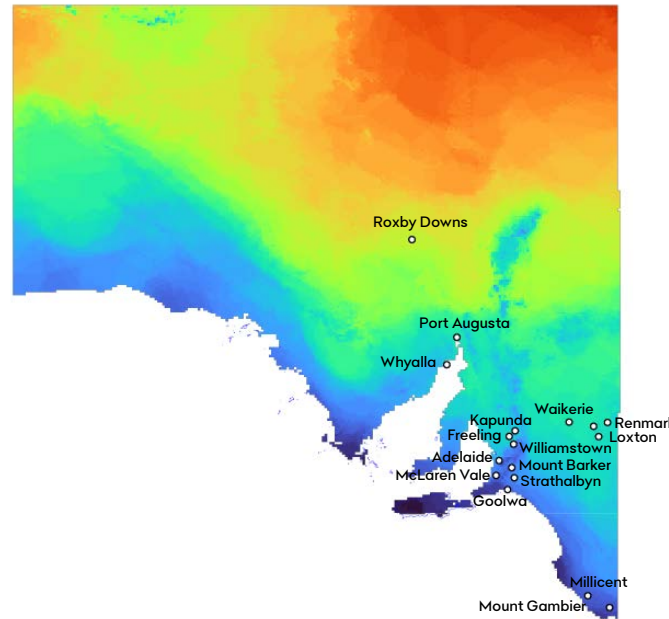 Roxby Downs
Port Augusta
Whyalla
Waikerie
Kapunda
Renmark
Freeling
Loxton
Williamstown
Adelaide
Mount Barker
McLaren Vale
Strathalbyn
Goolwa
Millicent
Mount Gambier